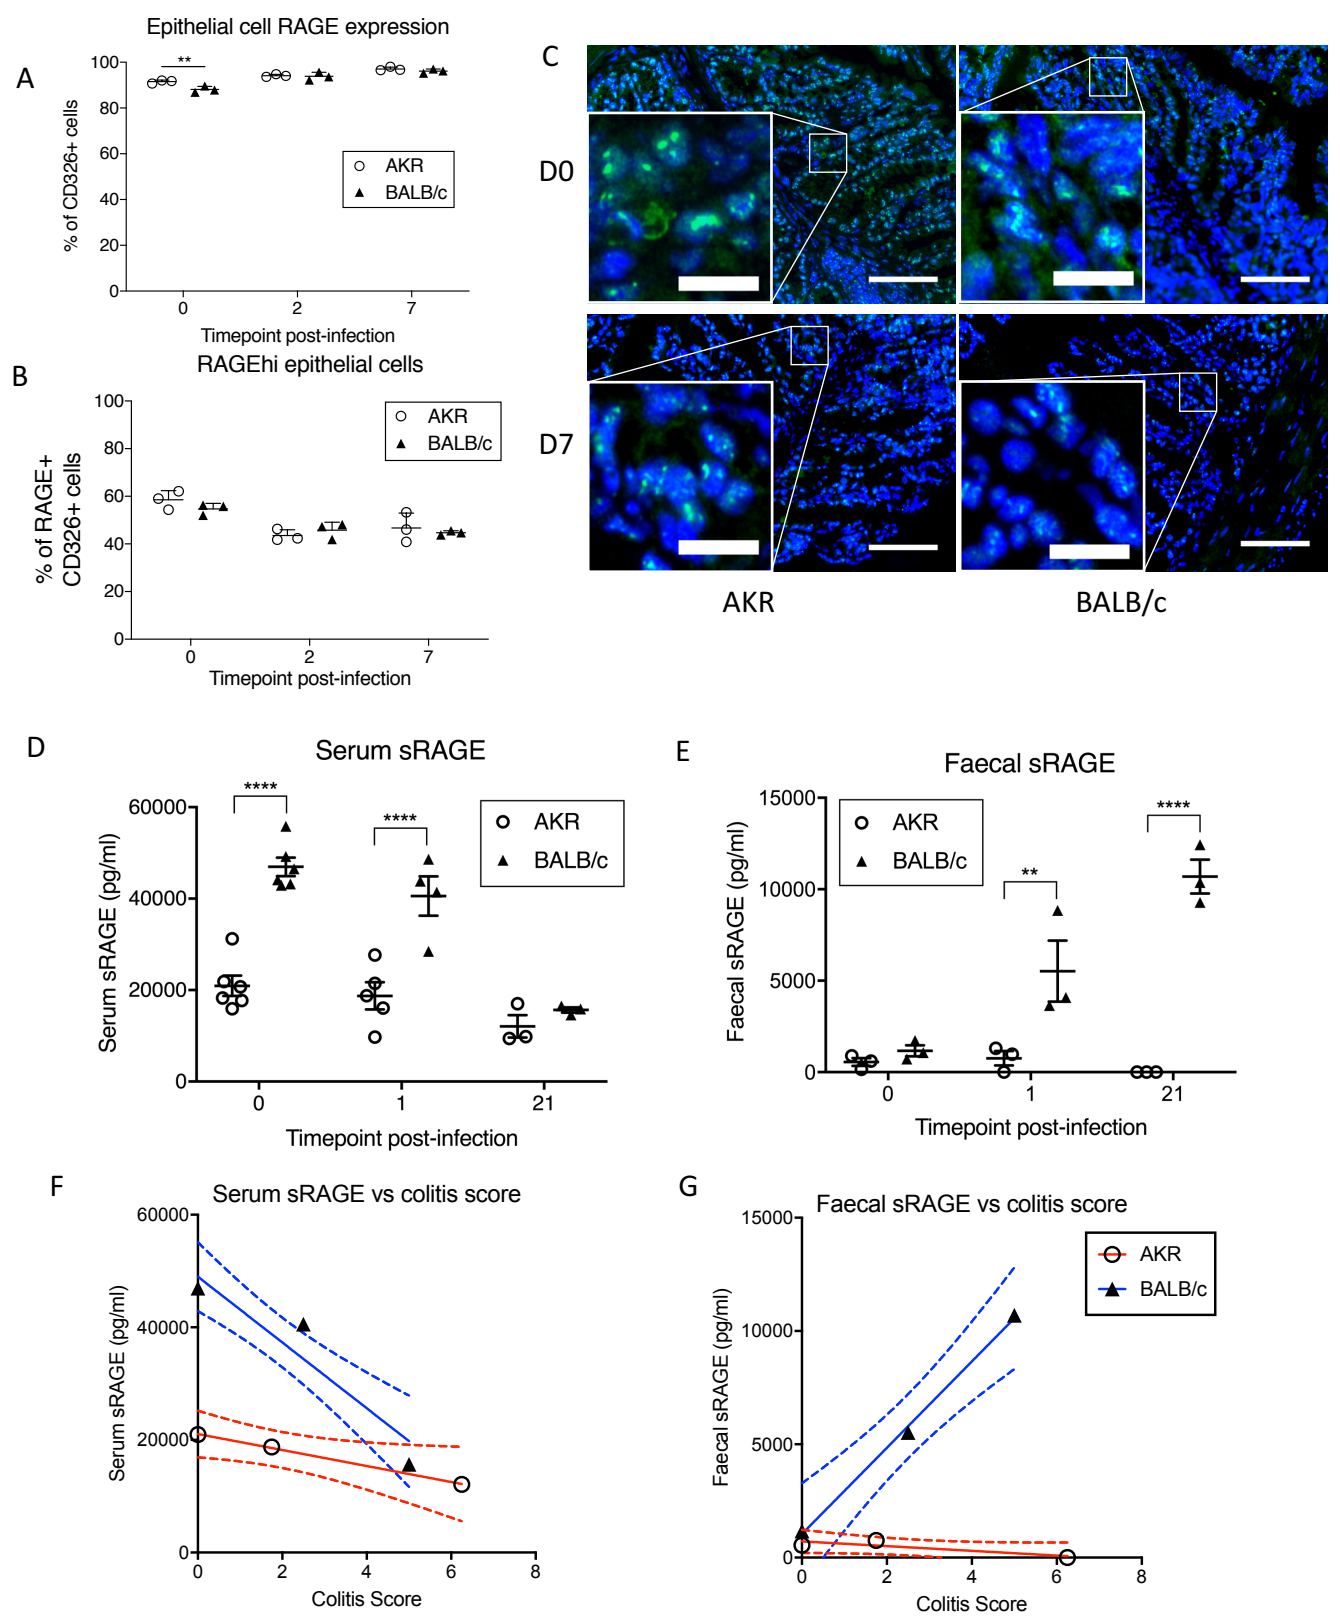 Epithelial cell RAGE expression
A
**
100
80
60
40
20
0
% of CD326+ cells
AKR
BALB/c
0 2 7
Timepoint post-infection
B
RAGEhi epithelial cells
100
80
60
40
20
0
% of RAGE+
CD326+ cells
AKR
BALB/c
0 2 7
Timepoint post-infection
C
D0
D7
AKR BALB/c
D
Serum sRAGE
60000
40000
20000
0
Serum sRAGE (pg/ml)
**** ****
AKR
BALB/c
0 1 21
Timepoint post-infection
E
Faecal sRAGE
15000
10000
5000
0
Faecal sRAGE (pg/ml)
AKR
BALB/c
** ****
0 1 21
Timepoint post-infection
F
Serum sRAGE vs colitis score
60000
40000
20000
0
Serum sRAGE (pg/ml)
0 2 4 6 8
Colitis Score
G
Faecal sRAGE vs colitis score
15000
10000
5000
0
Faecal sRAGE (pg/ml)
AKR
BALB/c
0 2 4 6 8
Colitis Score